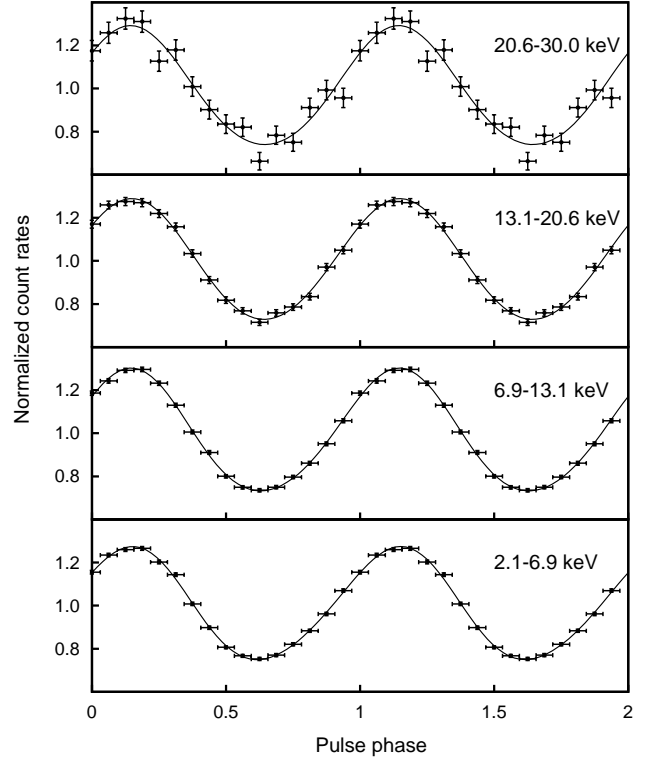 1.2
1.0
0.8
20.6-30.0 keV
1.2
1.0
0.8
13.1-20.6 keV
Normalized count rates
1.2
1.0
0.8
6.9-13.1 keV
1.2
1.0
0.8
2.1-6.9 keV
0 0.5 1 1.5 2
Pulse phase